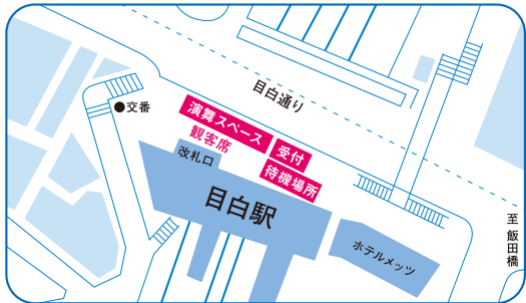 目白通り
●交番
演舞スペース
観客席
受付
改札口
待機場所
目白駅
ホテルメッツ
至 飯田橋